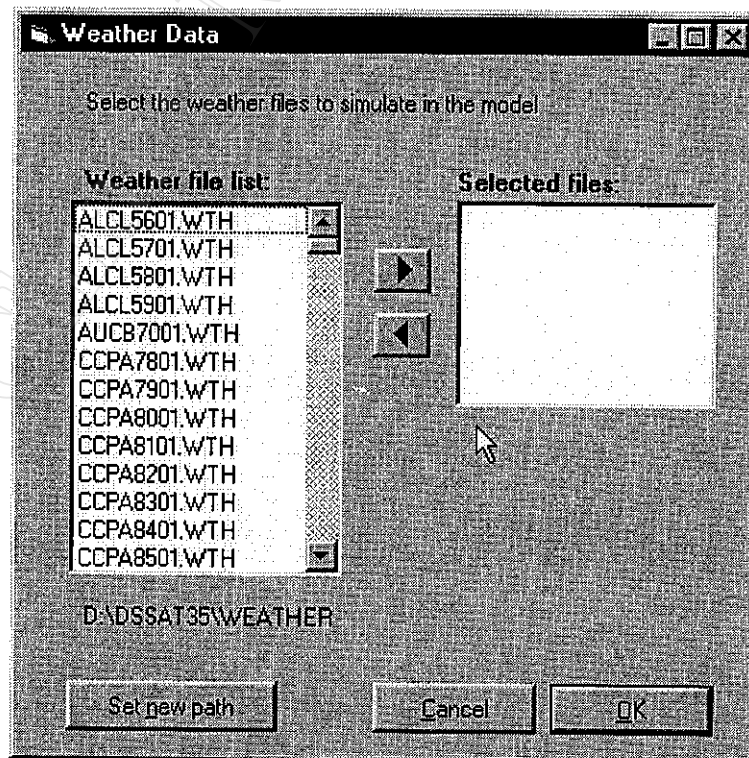 Weather Data
Select the weather files to simulate in the model
Weather file list:
ALCL5601.WTH
ALCL5701.WTH
ALCL5801.WTH
ALCL5901.WTH
AUCB7001.WTH
CCPA7801.WTH
CCPA7901.WTH
CCPA8001.WTH
CCPA8101.WTH
CCPA8201.WTH
CCPA8301.WTH
CCPA8401.WTH
CCPA8501.WTH
Selected files:
D:\DSSAT35\WEATHER
Set new path
Cancel
OK